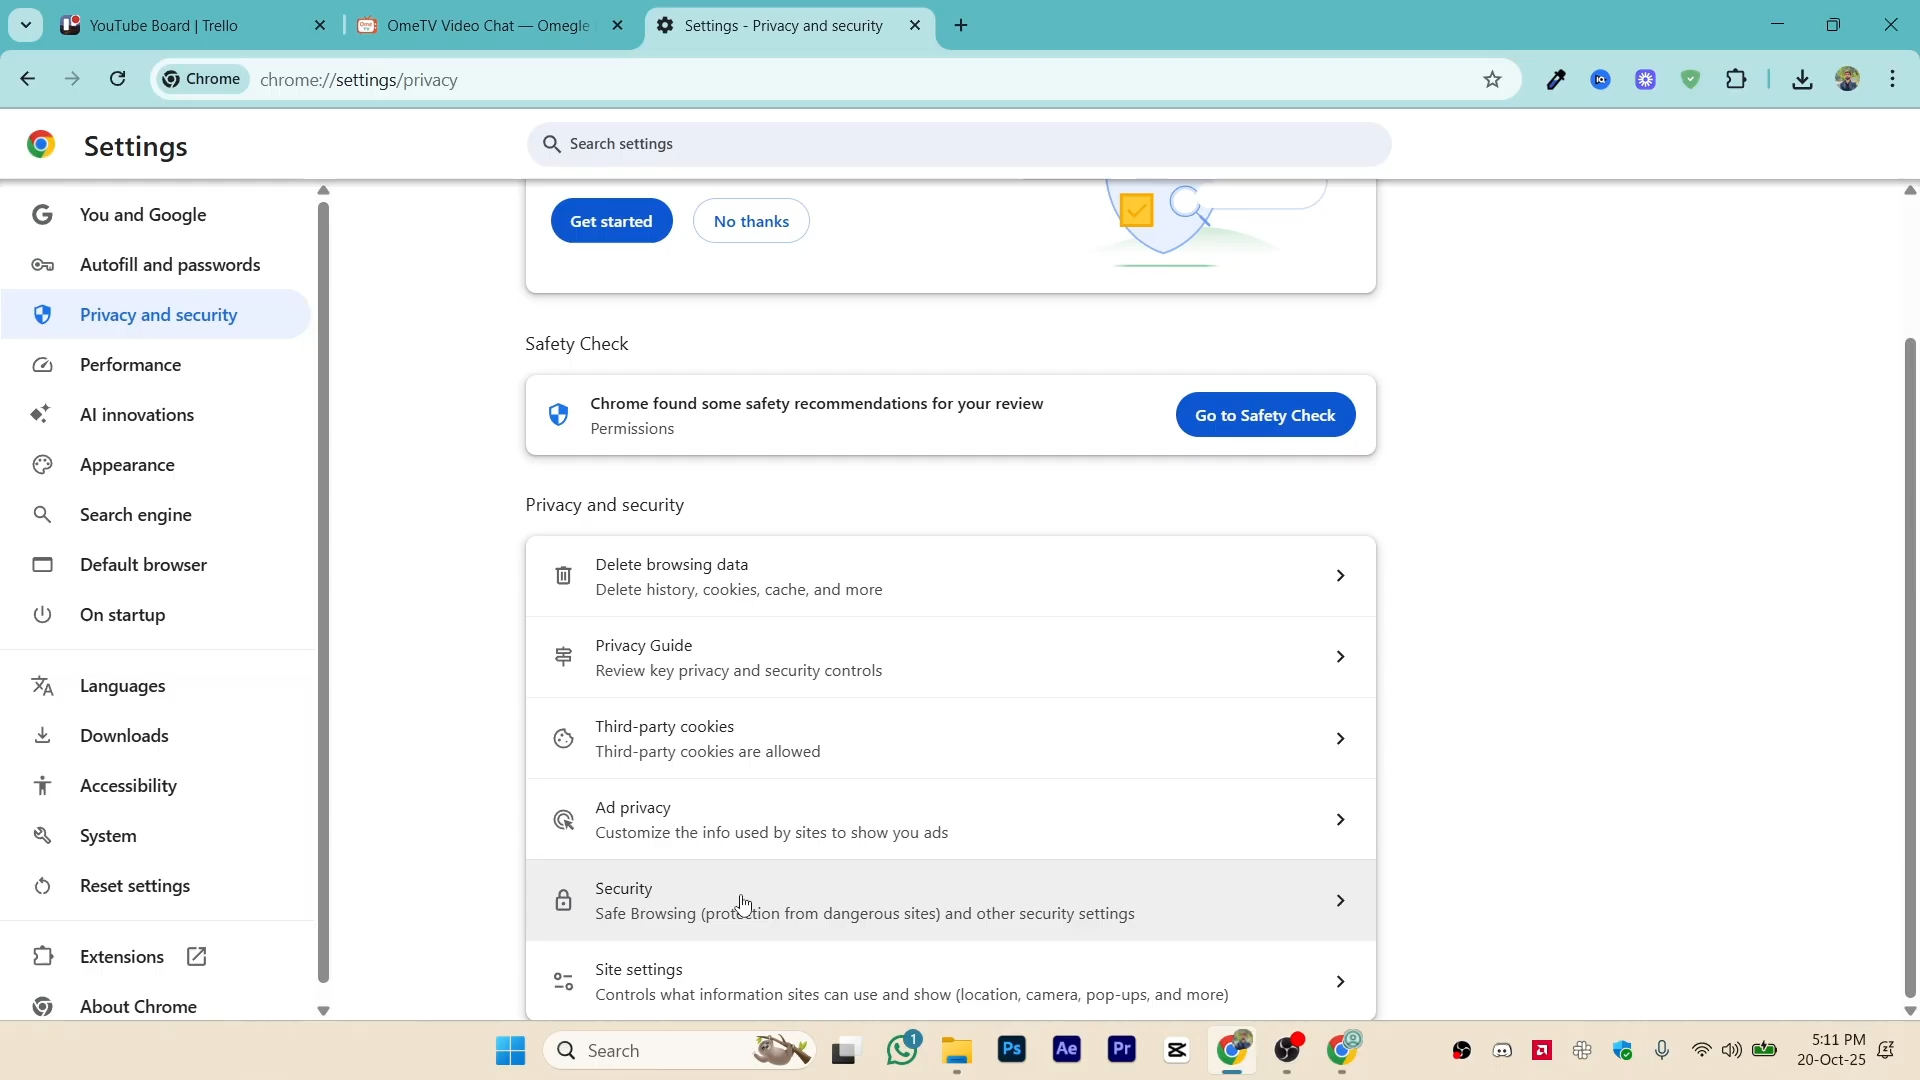 YouTube Board | Trello
OmeTV Video Chat — Omegle
Settings - Privacy and security
Chrome
chrome://settings/privacy
Settings
Search settings
You and Google
Autofill and passwords
Privacy and security
Performance
AI innovations
Appearance
Search engine
Default browser
On startup
Languages
Downloads
Accessibility
System
Reset settings
Extensions
About Chrome
Get started
No thanks
Safety Check
Chrome found some safety recommendations for your review
Permissions
Go to Safety Check
Privacy and security
Delete browsing data
Delete history, cookies, cache, and more
Privacy Guide
Review key privacy and security controls
Third-party cookies
Third-party cookies are allowed
Ad privacy
Customize the info used by sites to show you ads
Security
Safe Browsing (protection from dangerous sites) and other security settings
Site settings
Controls what information sites can use and show (location, camera, pop-ups, and more)
Search
1
Ps
Ae
Pr
5:11 PM
20-Oct-25